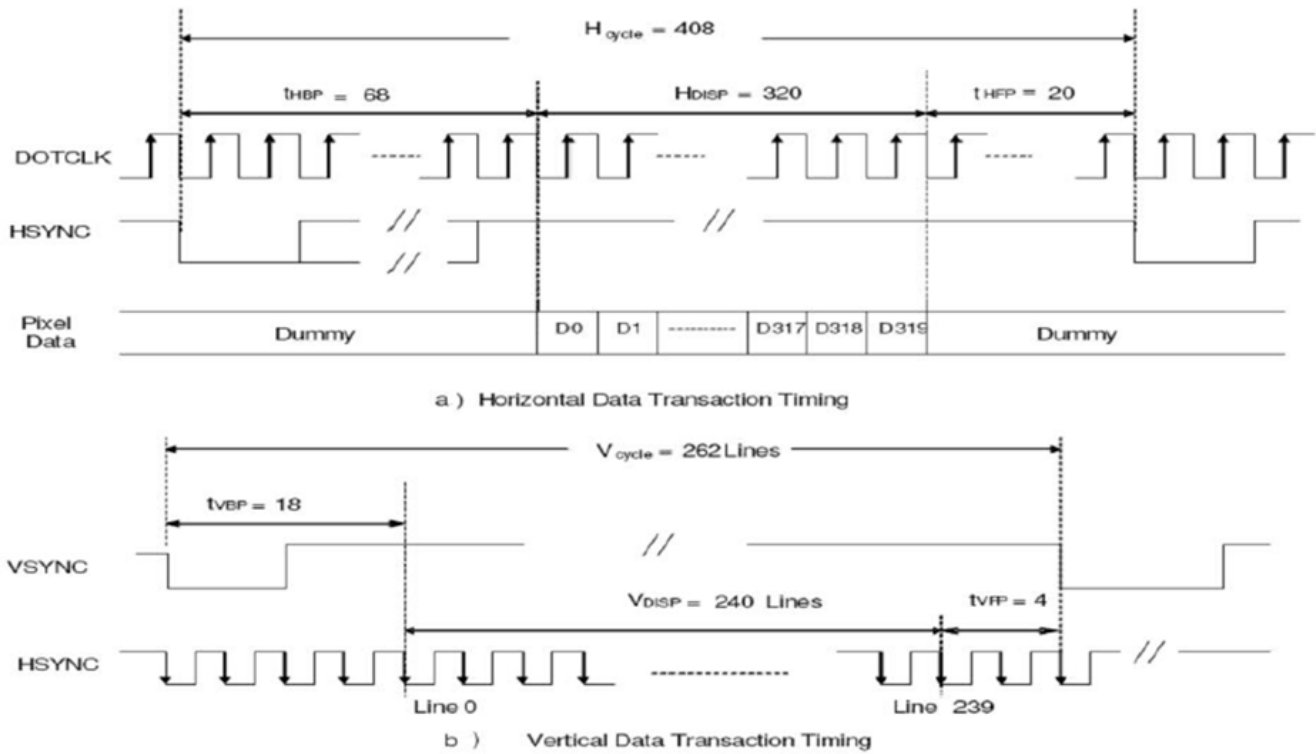 Hcycle = 408
tHBP = 68
HDISP = 320
tHFP = 20
DOTCLK
HSYNC
Pixel
Data
Dummy
D0
D1
D317
D318
D319
Dummy
a ) Horizontal Data Transaction Timing
Vcycle = 262 Lines
tVBP = 18
VSYNC
VDISP = 240 Lines
tVFP = 4
HSYNC
Line 0
Line 239
b ) Vertical Data Transaction Timing